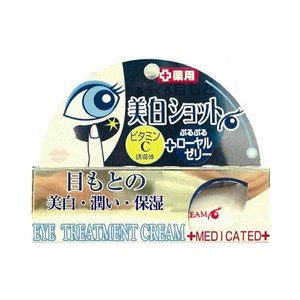 薬用
美白ショット
ビタミン
C
誘導体
+
ぷるぷる
ローヤル
ゼリー
目もとの
美白・潤い・保湿
EAM
EYE TREATMENT CREAM
+MEDICATED+